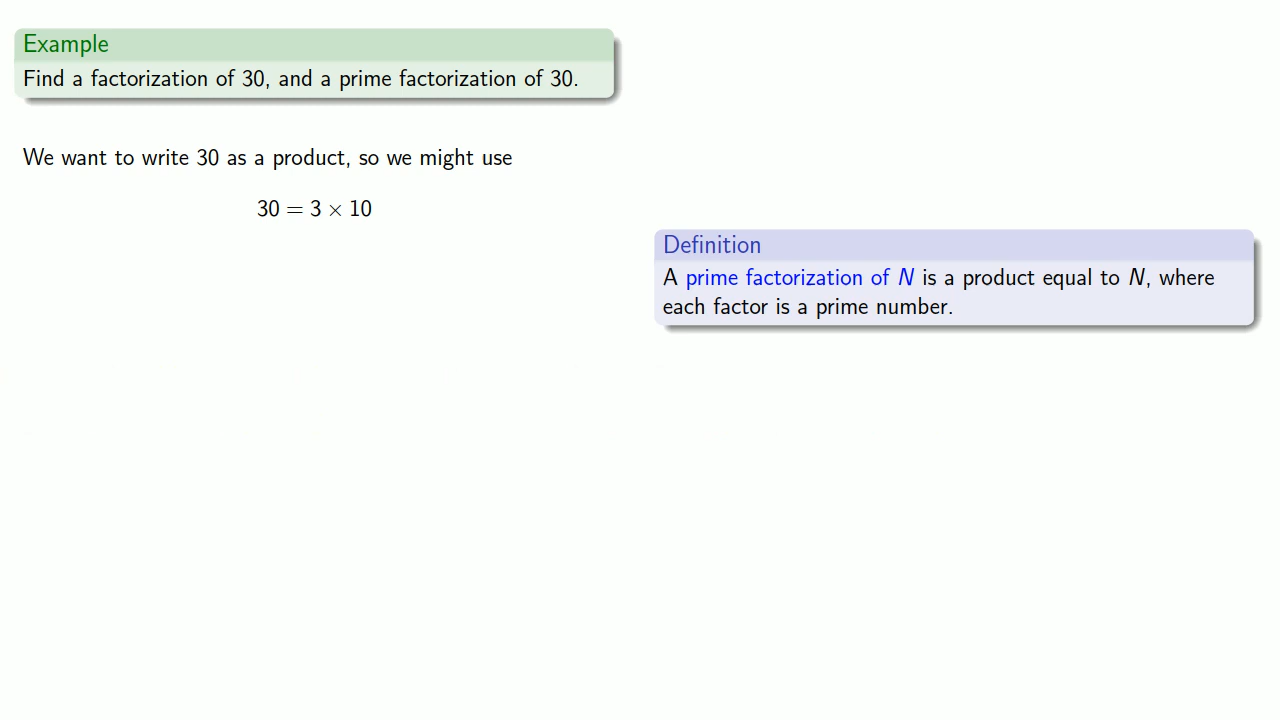 Example
Find a factorization of 30, and a prime factorization of 30.
We want to write 30 as a product, so we might use
30 = 3 × 10
Definition
A prime factorization of N is a product equal to N, where
each factor is a prime number.